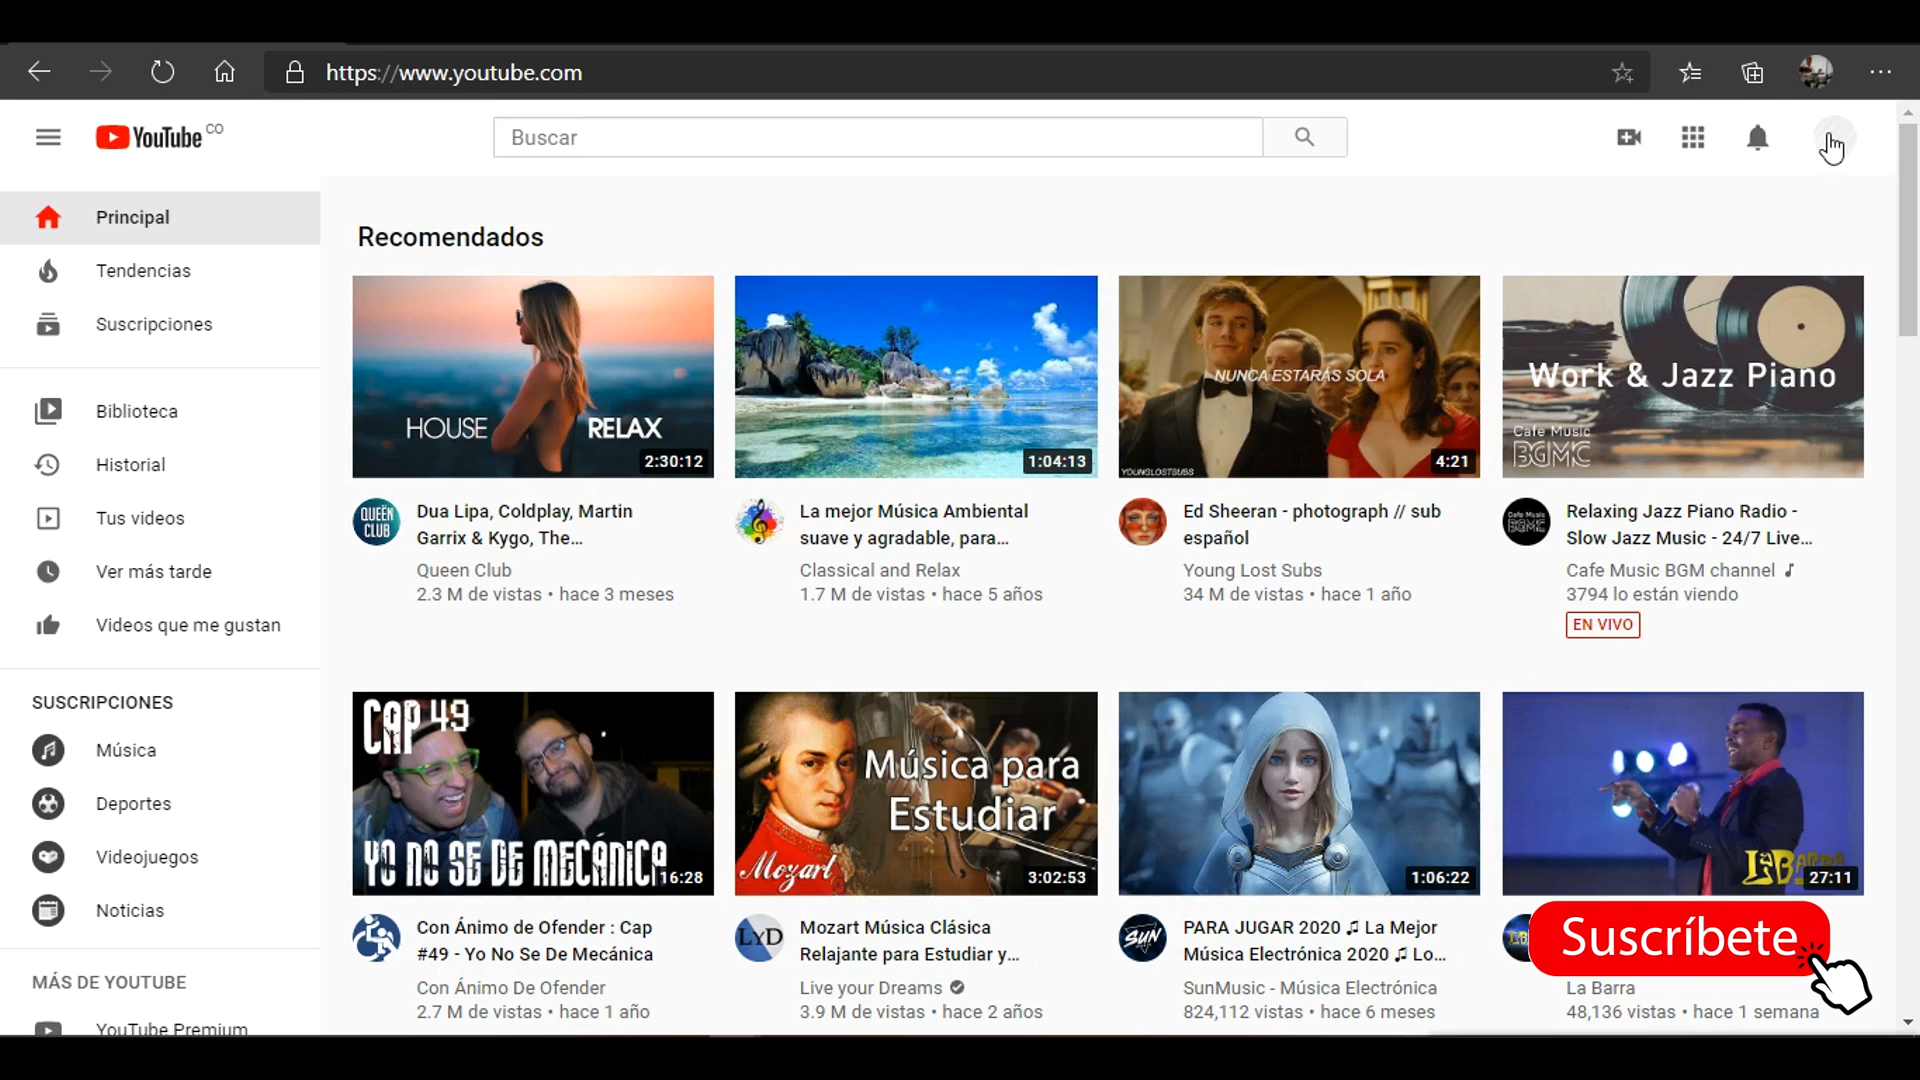 https://www.youtube.com
YouTube CO
Buscar
Principal
Tendencias
Suscripciones
Biblioteca
Historial
Tus videos
Ver más tarde
Videos que me gustan
SUSCRIPCIONES
Música
Deportes
Videojuegos
Noticias
MÁS DE YOUTUBE
YouTube Premium
Recomendados
HOUSE RELAX
2:30:12
QUEËN
CLUB
Dua Lipa, Coldplay, Martin
Garrix & Kygo, The...
Queen Club
2.3 M de vistas • hace 3 meses
1:04:13
La mejor Música Ambiental
suave y agradable, para...
Classical and Relax
1.7 M de vistas • hace 5 años
NUNCA ESTARÁS SOLA
YOUNGLOSTSUBS
4:21
Ed Sheeran - photograph // sub
español
Young Lost Subs
34 M de vistas • hace 1 año
Work & Jazz Piano
Cafe Music
BGMC
Cafe Music
BGMC
Relaxing Jazz Piano Radio -
Slow Jazz Music - 24/7 Live...
Cafe Music BGM channel ♪
3794 lo están viendo
EN VIVO
CAP 49
YO NO SE DE MECÁNICA
16:28
Con Ánimo de Ofender : Cap
#49 - Yo No Se De Mecánica
Con Ánimo De Ofender
2.7 M de vistas • hace 1 año
Música para
Estudiar
Mozart
3:02:53
LYD
Mozart Música Clásica
Relajante para Estudiar y...
Live your Dreams
3.9 M de vistas • hace 2 años
1:06:22
SUN
PARA JUGAR 2020 ♫ La Mejor
Música Electrónica 2020 ♫ Lo...
SunMusic - Música Electrónica
824,112 vistas • hace 6 meses
La Barra
27:11
Suscríbete
La Barra
48,136 vistas • hace 1 semana